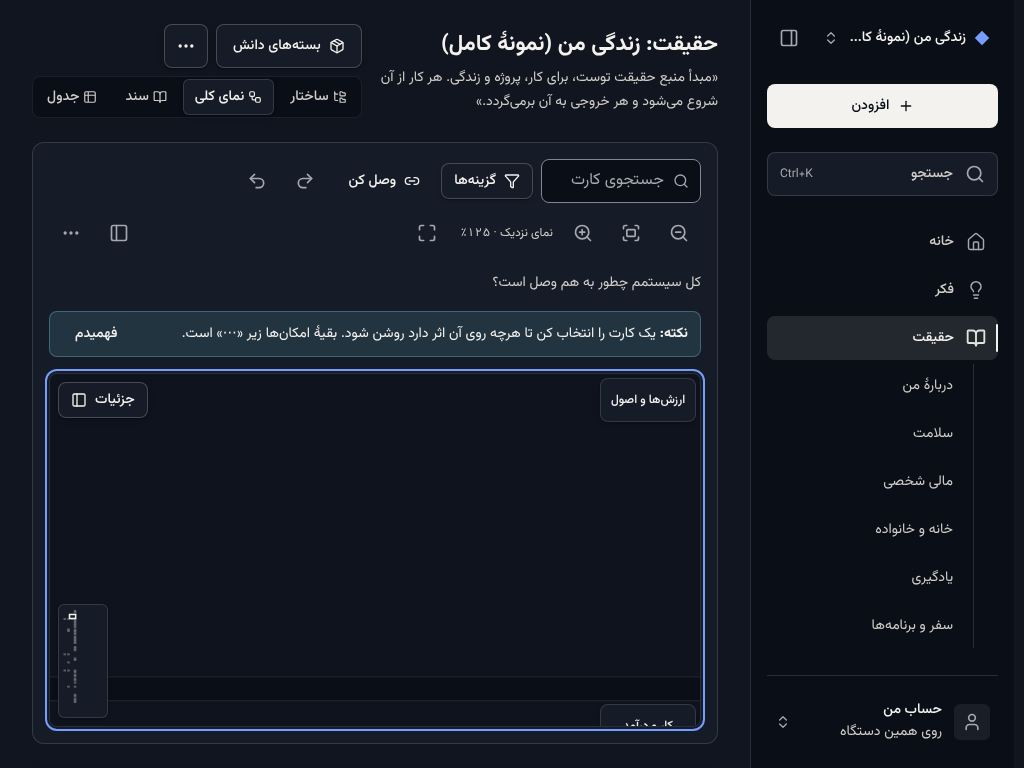 زندگی من (نمونهٔ کا...
افزودن
جستجو
Ctrl+K
خانه
فکر
حقیقت
دربارهٔ من
سلامت
مالی شخصی
خانه و خانواده
یادگیری
سفر و برنامه‌ها
حساب من
روی همین دستگاه
حقیقت: زندگی من (نمونهٔ کامل)
«مبدأ منبع حقیقت توست، برای کار، پروژه و زندگی. هر کار از آن
شروع می‌شود و هر خروجی به آن برمی‌گردد.»
بسته‌های دانش
ساختار
نمای کلی
سند
جدول
جستجوی کارت
گزینه‌ها
وصل کن
نمای نزدیک · ۱۲۵٪
کل سیستمم چطور به هم وصل است؟
نکته: یک کارت را انتخاب کن تا هرچه روی آن اثر دارد روشن شود. بقیهٔ امکان‌ها زیر «⋯» است.
فهمیدم
ارزش‌ها و اصول
جزئیات
کار و درآمد